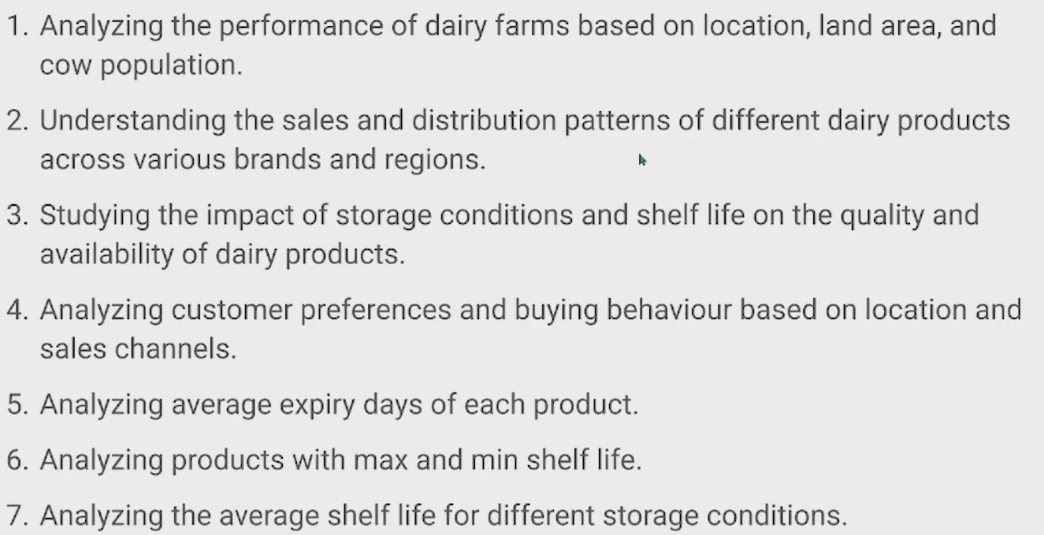 1. Analyzing the performance of dairy farms based on location, land area, and
cow population.
2. Understanding the sales and distribution patterns of different dairy products
across various brands and regions.
3. Studying the impact of storage conditions and shelf life on the quality and
availability of dairy products.
4. Analyzing customer preferences and buying behaviour based on location and
sales channels.
5. Analyzing average expiry days of each product.
6. Analyzing products with max and min shelf life.
7. Analyzing the average shelf life for different storage conditions.